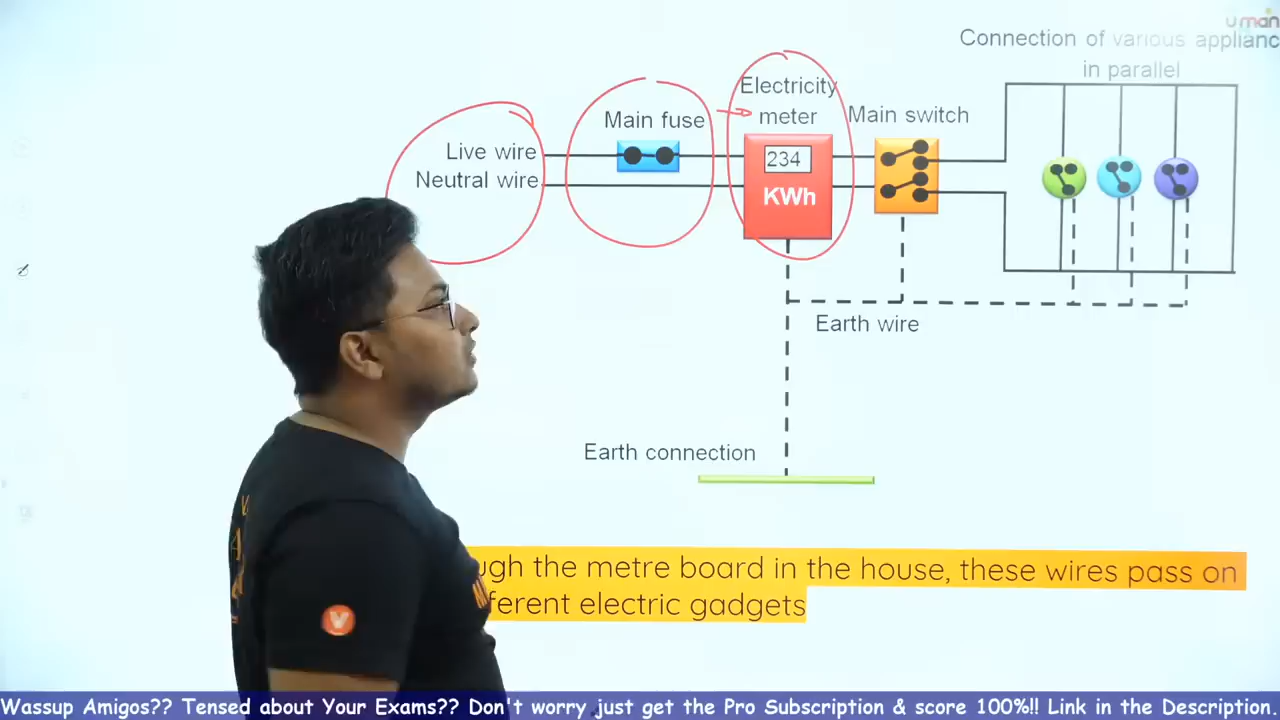 Connection of various applianc
in parallel
Electricity
meter
Main fuse
Main switch
Live wire
Neutral wire
234
KWh
Earth wire
Earth connection
ugh the metre board in the house, these wires pass on
ferent electric gadgets
V
Wassup Amigos?? Tensed about Your Exams?? Don't worry just get the Pro Subscription & score 100%!! Link in the Description.